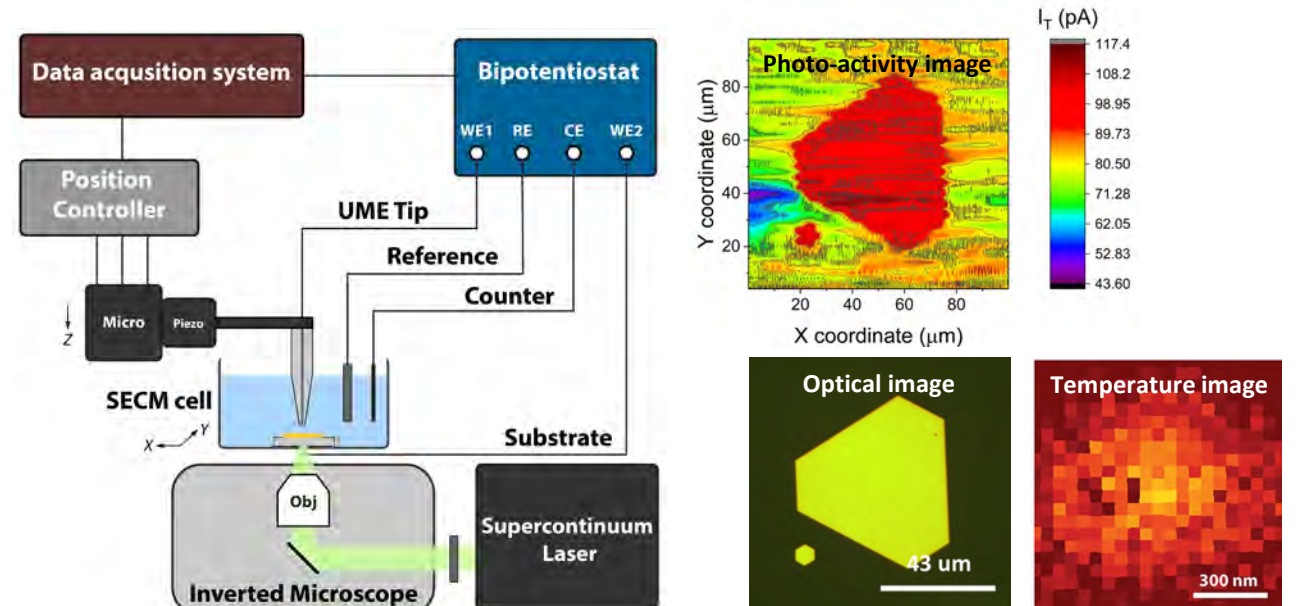 Data acqusition system
Bipotentiostat
WE1 RE CE WE2
Position
Controller
UME Tip
Reference
Counter
Micro
Piezo
Z
SECM cell
X
Y
Substrate
Obj
Supercontinuum
Laser
Inverted Microscope
Photo-activity image
Y coordinate (μm)
80
60
40
20
20 40 60 80
X coordinate (μm)
I_T (pA)
117.4
108.2
98.95
89.73
80.50
71.28
62.05
52.83
43.60
Optical image
43 um
Temperature image
300 nm